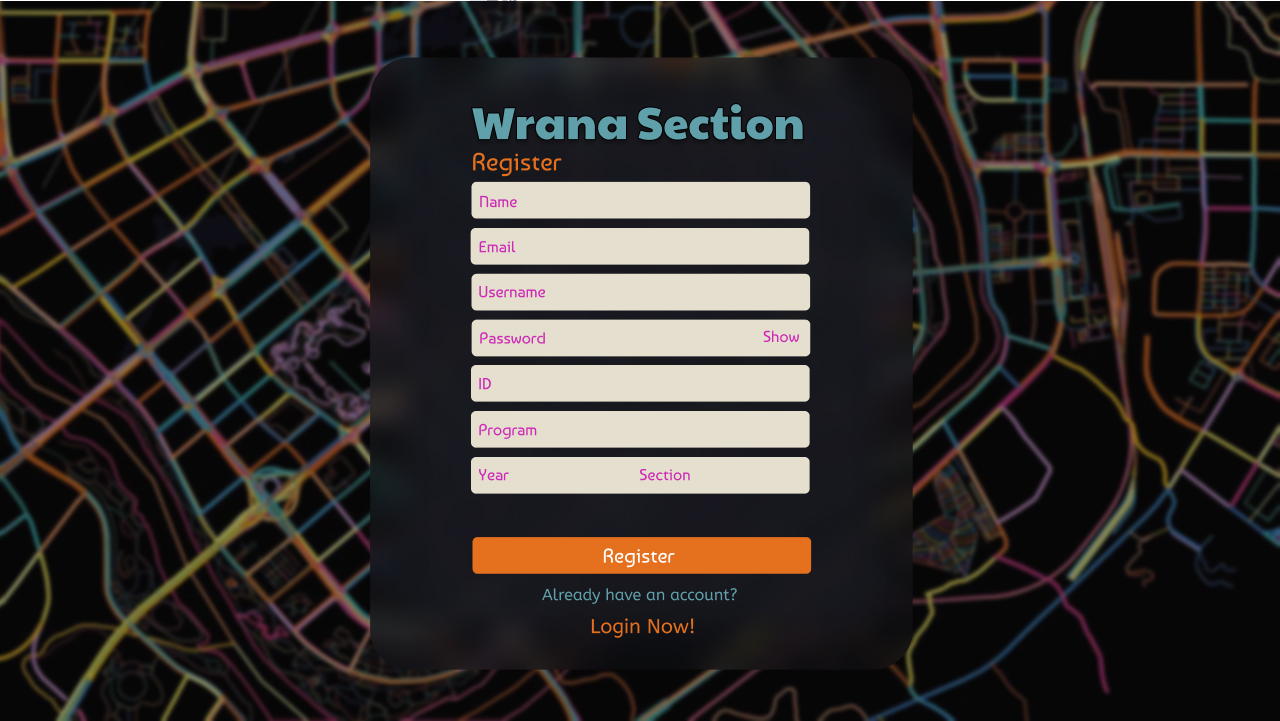 Wrana Section
Register
Name
Email
Username
Password Show
ID
Program
Year Section
Register
Already have an account?
Login Now!